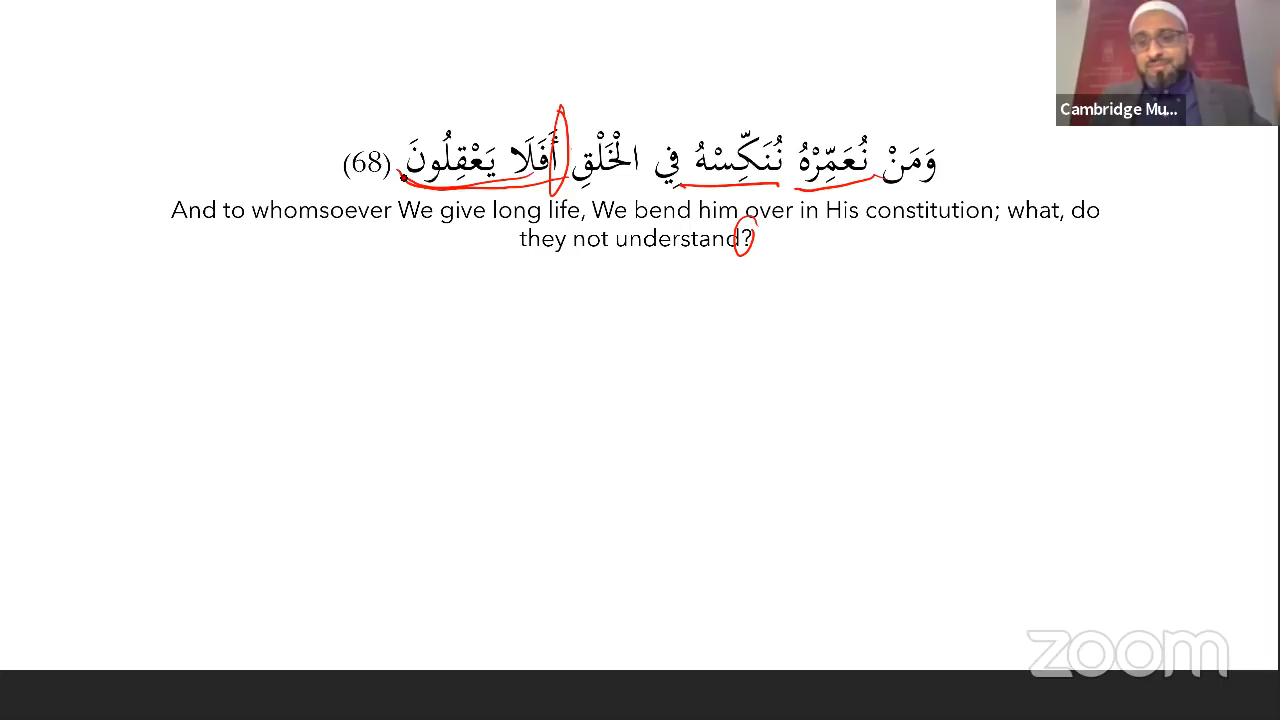 Cambridge Mu...
وَمَنْ نُعَمِّرْهُ نُنَكِّسْهُ فِي الْخَلْقِ أَفَلَا يَعْقِلُونَ (68)
And to whomsoever We give long life, We bend him over in His constitution; what, do
they not understand?
zoom